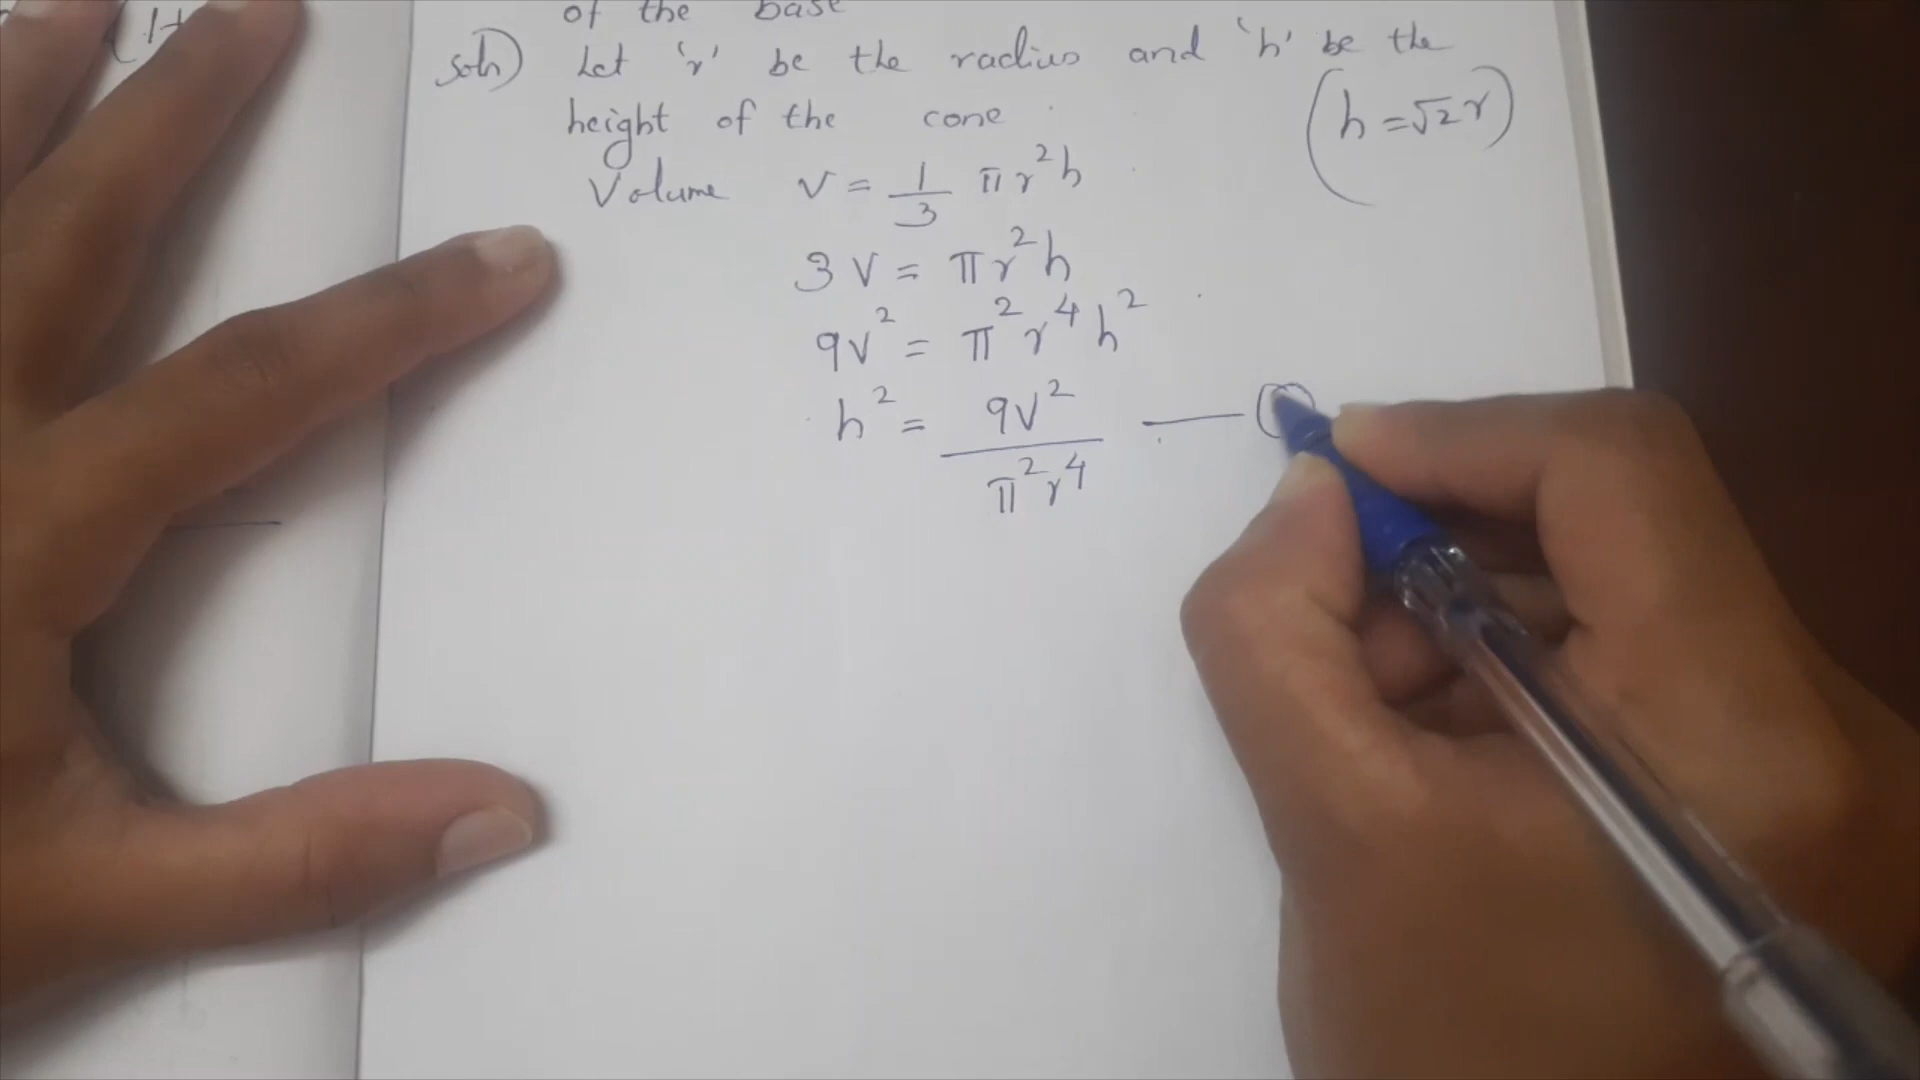 of the base
Soln) Let 'r' be the radius and 'h' be the
height of the cone
(h = √2 r)
Volume V = 1/3 πr²h
3V = πr²h
9V² = π²r⁴h²
h² = 9V²/π²r⁴ —